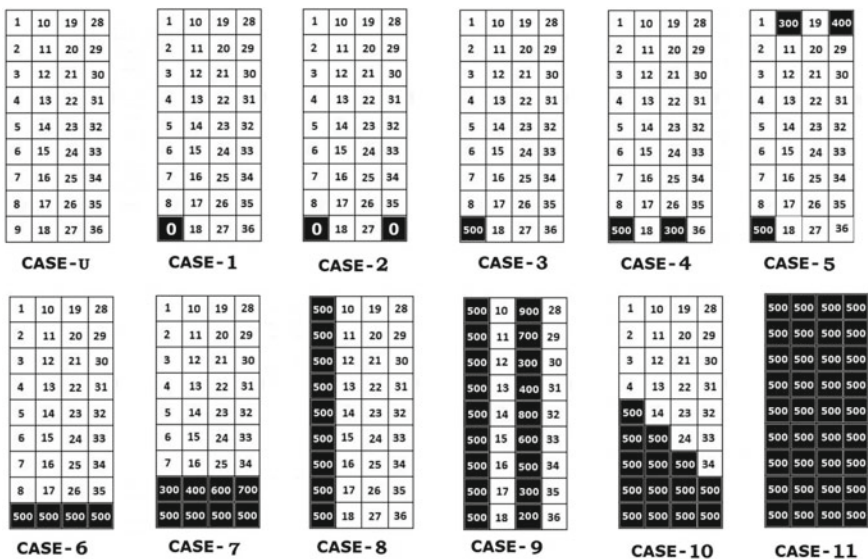 1 10 19 28 1 10 19 28 1 10 19 28 1 10 19 28 1 10 19 28 1 300 19 400
2 11 20 29 2 11 20 29 2 11 20 29 2 11 20 29 2 11 20 29 2 11 20 29
3 12 21 30 3 12 21 30 3 12 21 30 3 12 21 30 3 12 21 30 3 12 21 30
4 13 22 31 4 13 22 31 4 13 22 31 4 13 22 31 4 13 22 31 4 13 22 31
5 14 23 32 5 14 23 32 5 14 23 32 5 14 23 32 5 14 23 32 5 14 23 32
6 15 24 33 6 15 24 33 6 15 24 33 6 15 24 33 6 15 24 33 6 15 24 33
7 16 25 34 7 16 25 34 7 16 25 34 7 16 25 34 7 16 25 34 7 16 25 34
8 17 26 35 8 17 26 35 8 17 26 35 8 17 26 35 8 17 26 35 8 17 26 35
9 18 27 36 0 18 27 36 0 18 27 0 500 18 27 36 500 18 300 36 500 18 27 36
CASE-U CASE-1 CASE-2 CASE-3 CASE-4 CASE-5
1 10 19 28 1 10 19 28 500 10 19 28 500 10 900 28 1 10 19 28 500 500 500 500
2 11 20 29 2 11 20 29 500 11 20 29 500 11 700 29 2 11 20 29 500 500 500 500
3 12 21 30 3 12 21 30 500 12 21 30 500 12 300 30 3 12 21 30 500 500 500 500
4 13 22 31 4 13 22 31 500 13 22 31 500 13 400 31 4 13 22 31 500 500 500 500
5 14 23 32 5 14 23 32 500 14 23 32 500 14 800 32 500 14 23 32 500 500 500 500
6 15 24 33 6 15 24 33 500 15 24 33 500 15 600 33 500 500 24 33 500 500 500 500
7 16 25 34 7 16 25 34 500 16 25 34 500 16 500 34 500 500 500 34 500 500 500 500
8 17 26 35 300 400 600 700 500 17 26 35 500 17 300 35 500 500 500 500 500 500 500 500
500 500 500 500 500 500 500 500 500 18 27 36 500 18 200 36 500 500 500 500 500 500 500 500
CASE-6 CASE-7 CASE-8 CASE-9 CASE-10 CASE-11